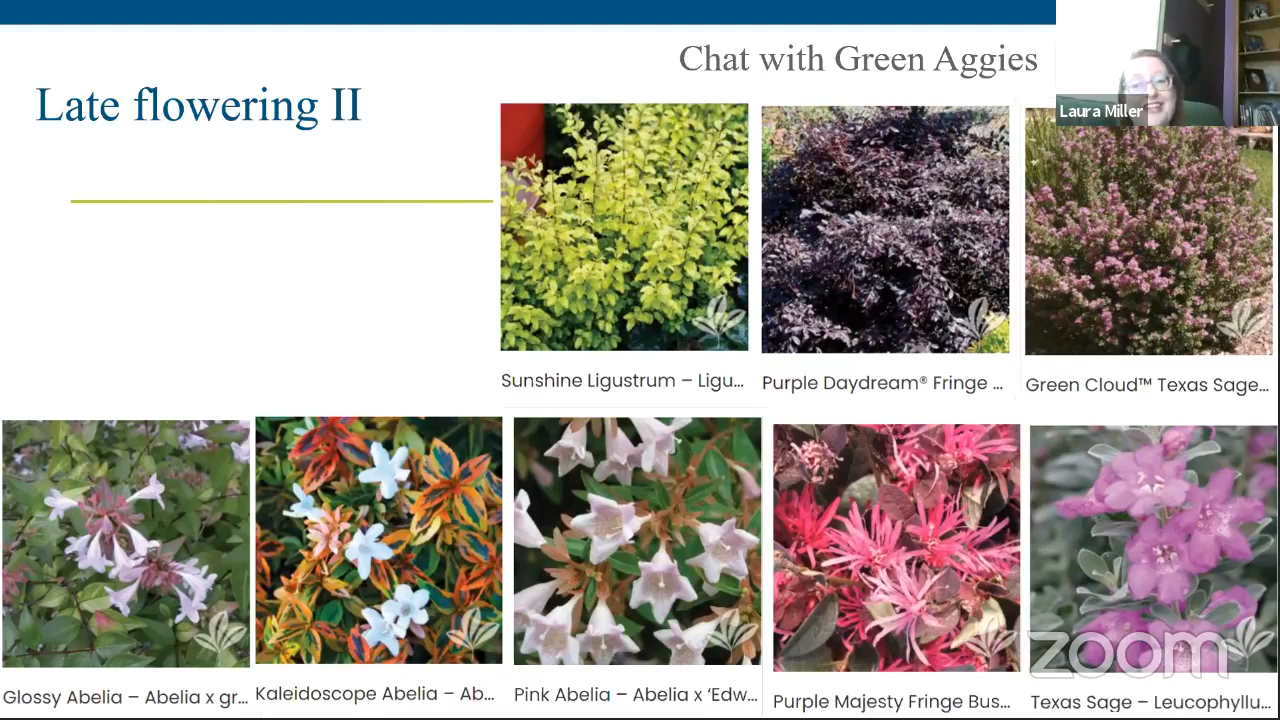 Chat with Green Aggies
Late flowering II
Laura Miller
Sunshine Ligustrum – Ligu...
Purple Daydream® Fringe ...
Green Cloud™ Texas Sage...
Glossy Abelia – Abelia x gr...
Kaleidoscope Abelia – Ab...
Pink Abelia – Abelia x ‘Edw...
Purple Majesty Fringe Bus...
Texas Sage – Leucophyllu...
zoom